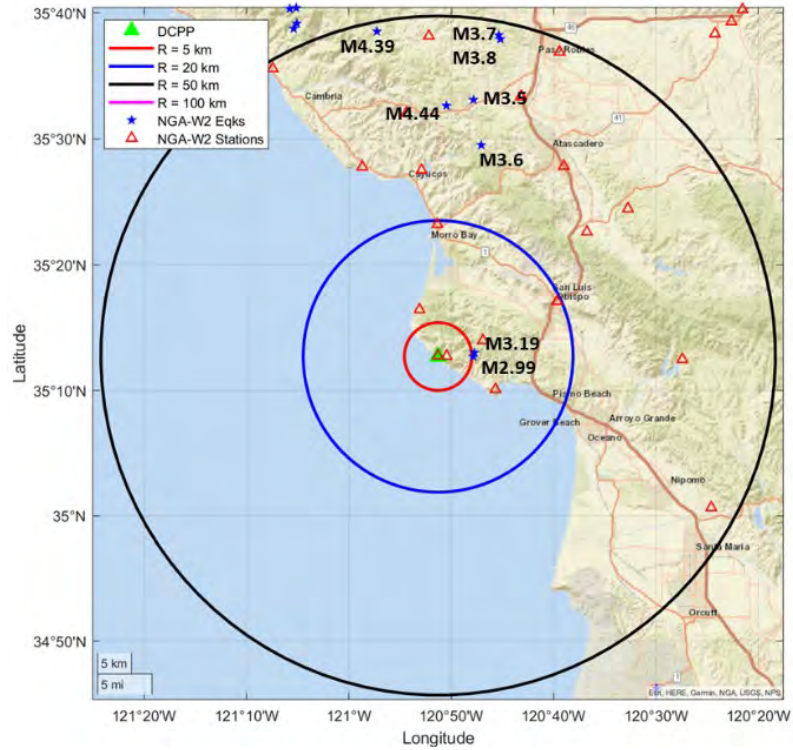 35°40'N
35°30'N
35°20'N
35°10'N
35°N
34°50'N
Latitude
DCPP
R = 5 km
R = 20 km
R = 50 km
R = 100 km
NGA-W2 Eqks
NGA-W2 Stations
M4.39
M3.7
M3.8
M4.44
M3.5
M3.6
M3.19
M2.99
46
Paso Robles
Cambria
41
Atascadero
Cayucos
Morro Bay
1
San Luis
Obispo
Pismo Beach
Grover Beach
Arroyo Grande
Oceano
Nipomo
Santa Maria
Orcutt
1
5 km
5 mi
Esri, HERE, Garmin, NGA, USGS, NPS
121°20'W
121°10'W
121°W
120°50'W
120°40'W
120°30'W
120°20'W
Longitude